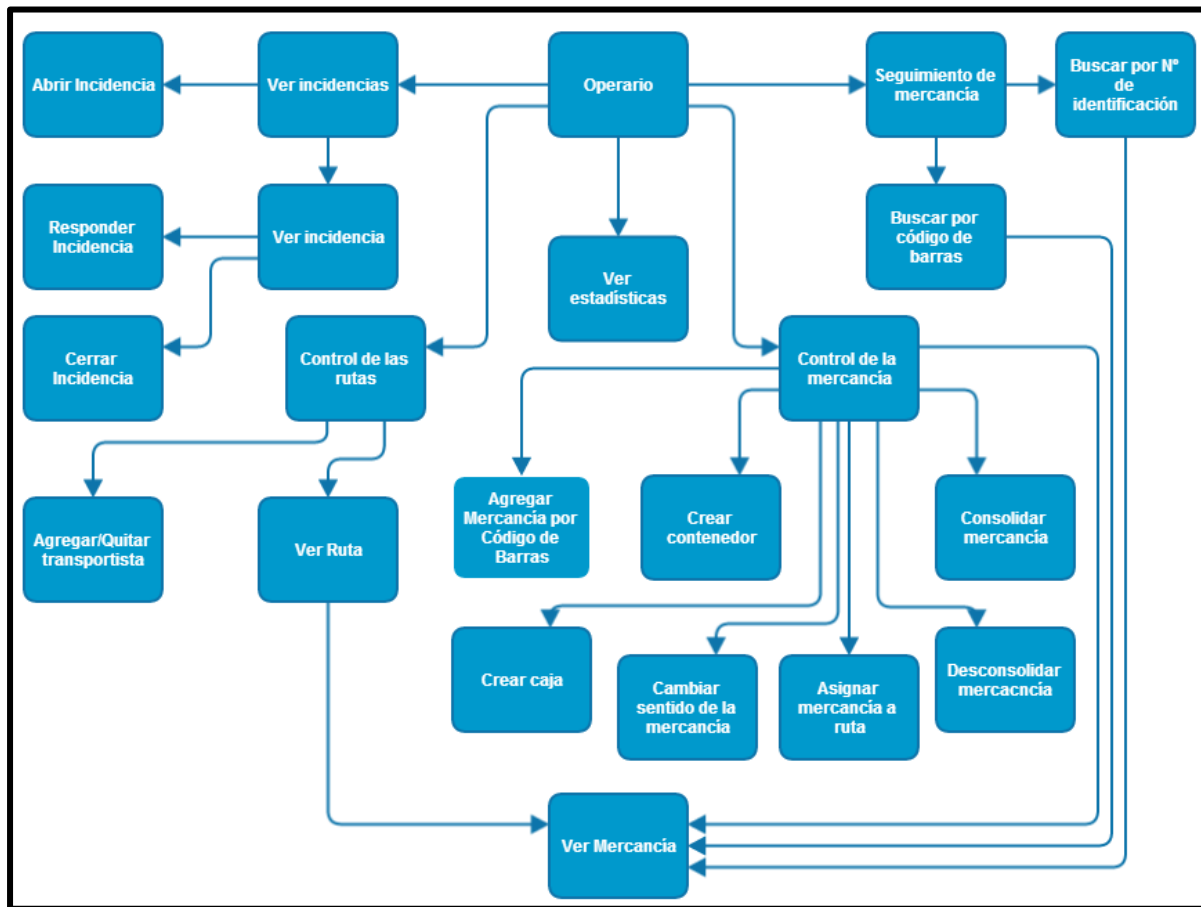 Abrir Incidencia
Ver incidencias
Operario
Seguimiento de
mercancía
Buscar por Nº
de
identificación
Responder
Incidencia
Ver incidencia
Buscar por
código de
barras
Ver
estadísticas
Cerrar
Incidencia
Control de las
rutas
Control de la
mercancía
Agregar/Quitar
transportista
Ver Ruta
Agregar
Mercancía por
Código de
Barras
Crear
contenedor
Consolidar
mercancía
Crear caja
Cambiar
sentido de la
mercancía
Asignar
mercancía a
ruta
Desconsolidar
mercacncia
Ver Mercancía